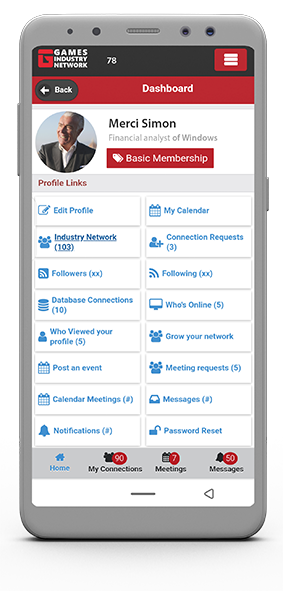 GAMES
INDUSTRY
NETWORK
78
Back
Dashboard
Merci Simon
Financial analyst of Windows
Basic Membership
Profile Links
Edit Profile
My Calendar
Industry Network
(103)
Connection Requests
(3)
Followers (xx)
Following (xx)
Database Connections
(10)
Who's Online (5)
Who Viewed your
profile (5)
Grow your network
Post an event
Meeting requests (5)
Calendar Meetings (#)
Messages (#)
Notifications (#)
Password Reset
90
7
50
Home
My Connections
Meetings
Messages